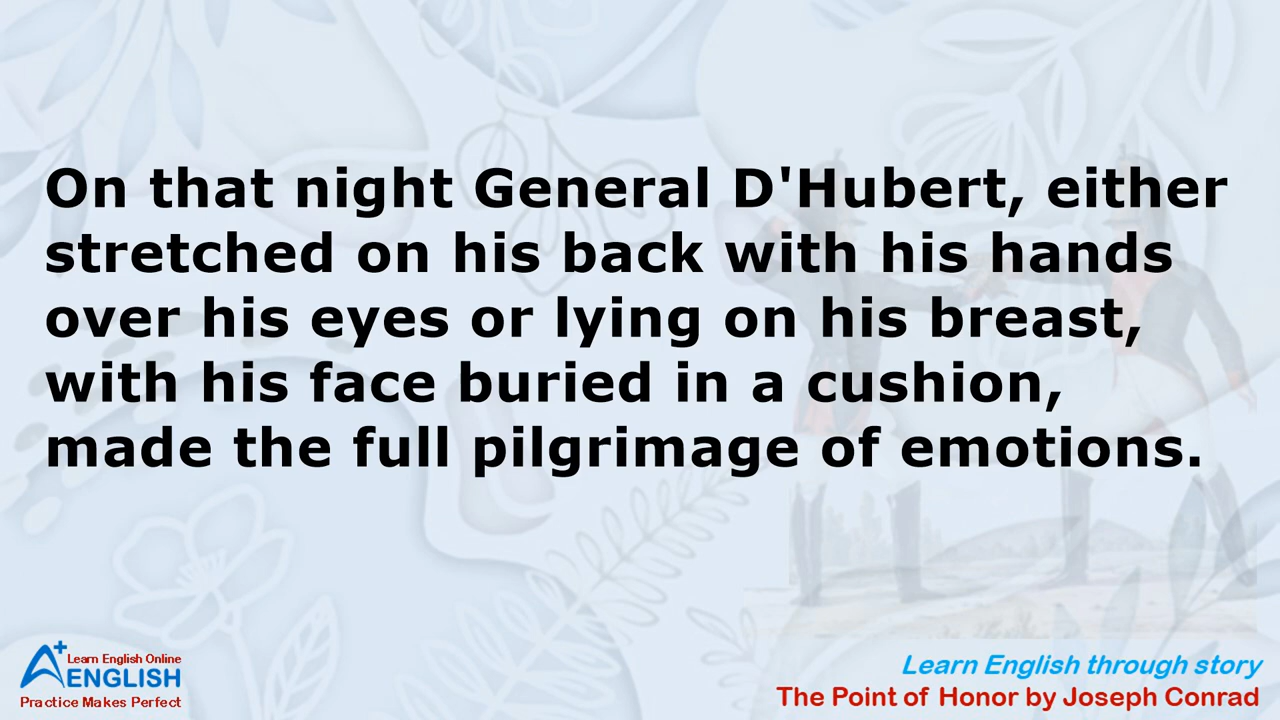 On that night General D'Hubert, either
stretched on his back with his hands
over his eyes or lying on his breast,
with his face buried in a cushion,
made the full pilgrimage of emotions.
A+ Learn English Online
ENGLISH
Practice Makes Perfect
Learn English through story
The Point of Honor by Joseph Conrad